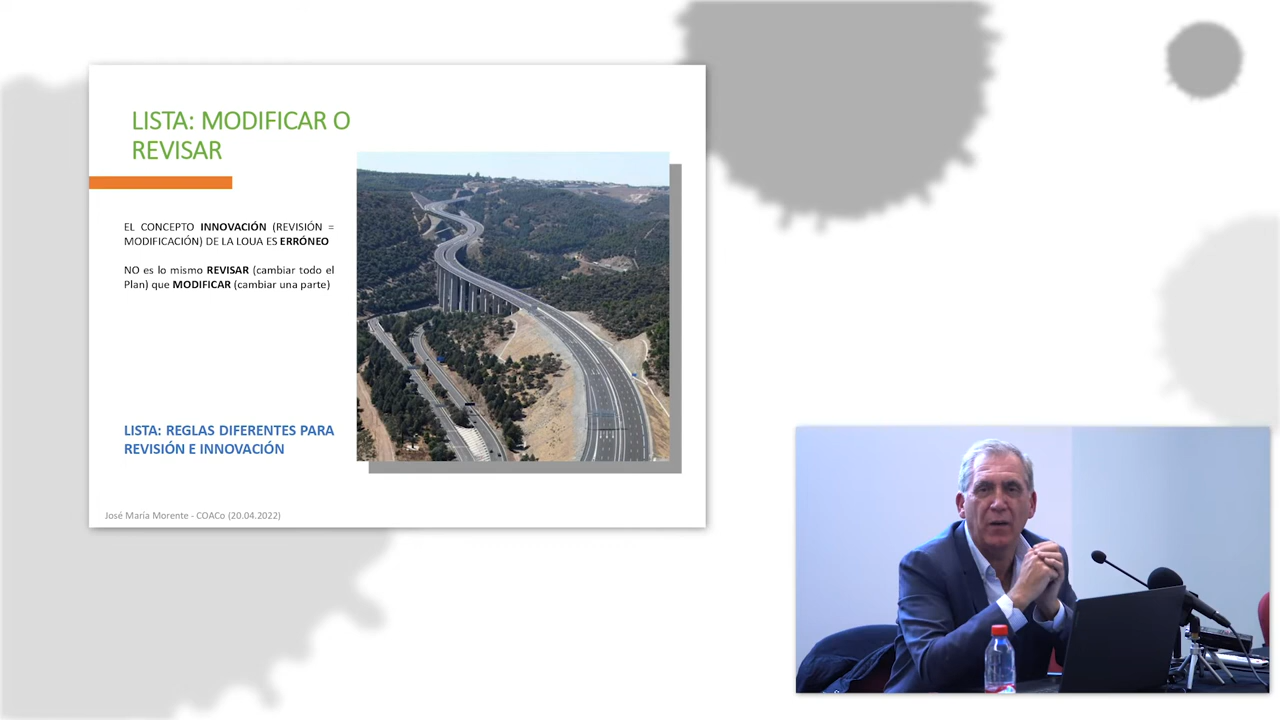 LISTA: MODIFICAR O
REVISAR
EL CONCEPTO INNOVACIÓN (REVISIÓN =
MODIFICACIÓN) DE LA LOUA ES ERRÓNEO
NO es lo mismo REVISAR (cambiar todo el
Plan) que MODIFICAR (cambiar una parte)
LISTA: REGLAS DIFERENTES PARA
REVISIÓN E INNOVACIÓN
José María Morente - COACo (20.04.2022)